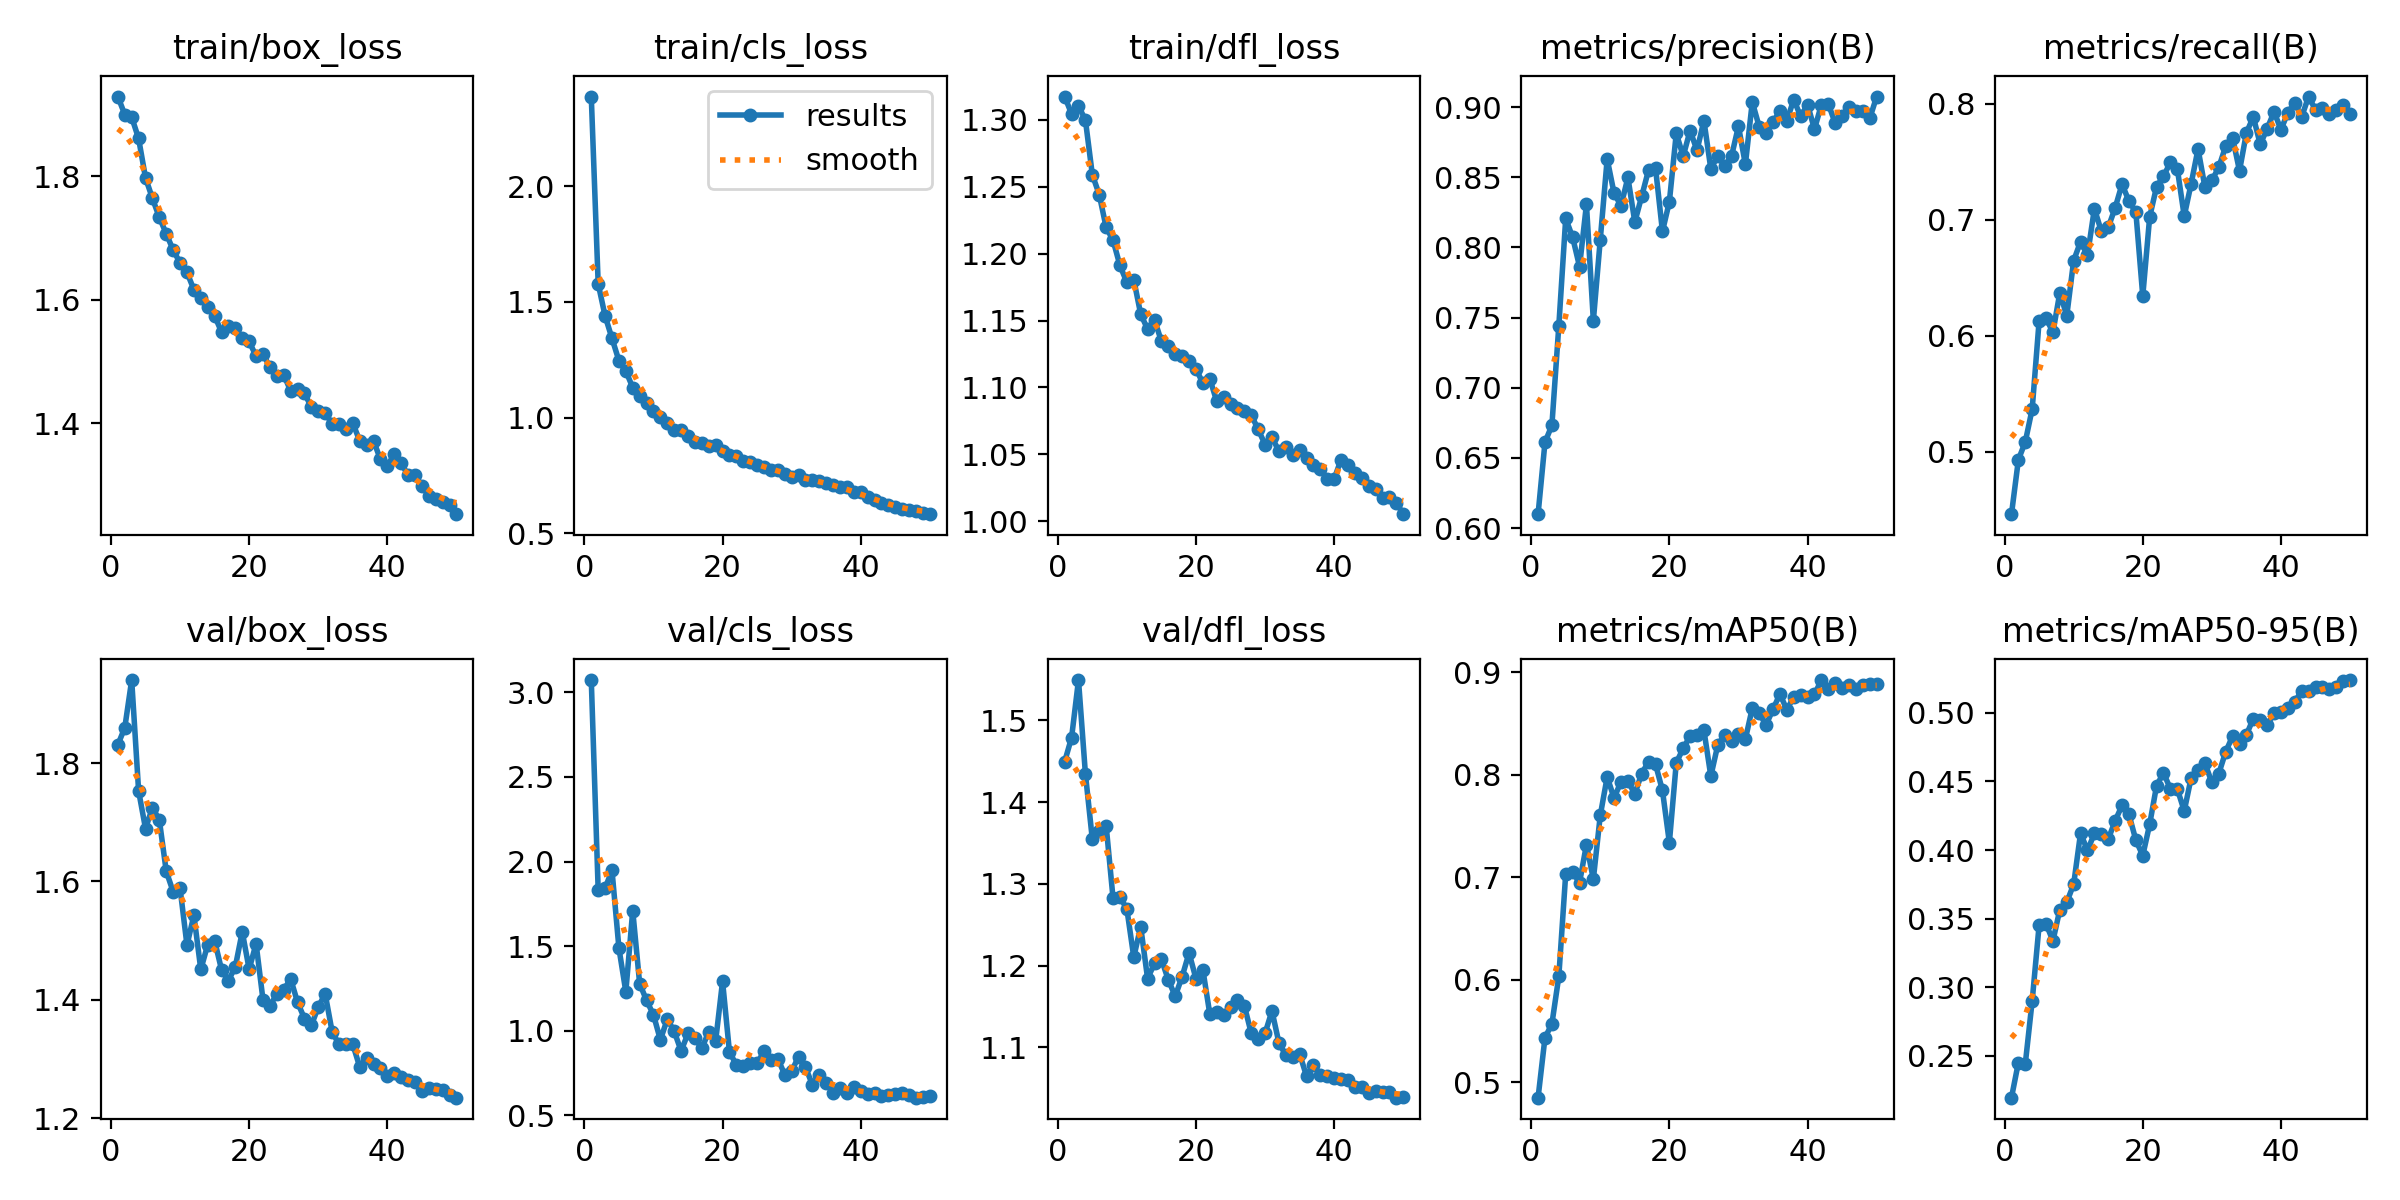 train/box_loss
1.8
1.6
1.4
0 20 40
train/cls_loss
results
smooth
2.0
1.5
1.0
0.5
0 20 40
train/dfl_loss
1.30
1.25
1.20
1.15
1.10
1.05
1.00
0 20 40
metrics/precision(B)
0.90
0.85
0.80
0.75
0.70
0.65
0.60
0 20 40
metrics/recall(B)
0.8
0.7
0.6
0.5
0 20 40
val/box_loss
1.8
1.6
1.4
1.2
0 20 40
val/cls_loss
3.0
2.5
2.0
1.5
1.0
0.5
0 20 40
val/dfl_loss
1.5
1.4
1.3
1.2
1.1
0 20 40
metrics/mAP50(B)
0.9
0.8
0.7
0.6
0.5
0 20 40
metrics/mAP50-95(B)
0.50
0.45
0.40
0.35
0.30
0.25
0 20 40